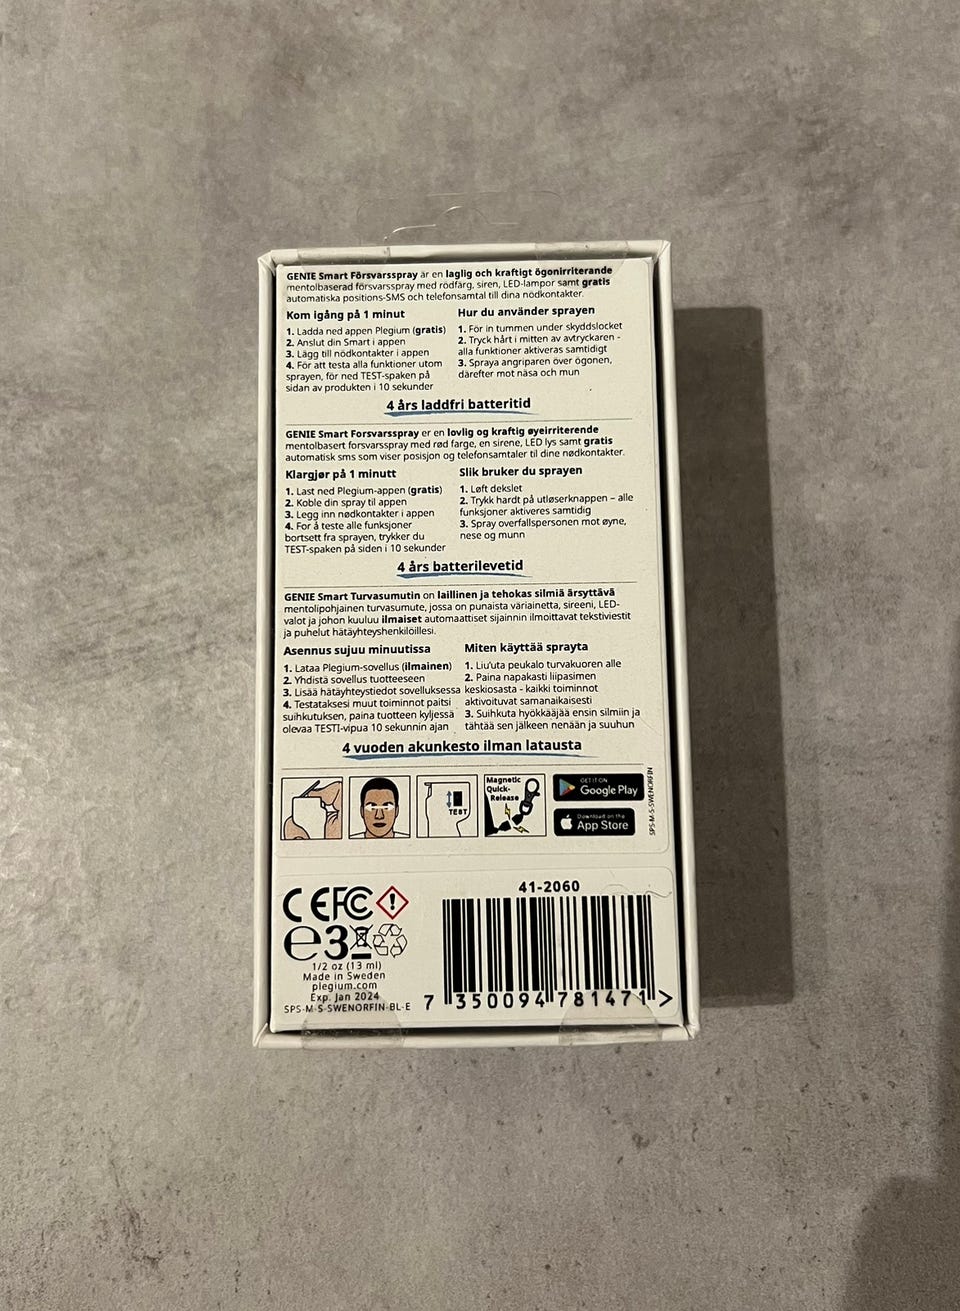 GENIE Smart Försvarsspray är en laglig och kraftigt ögonirriterande
mentolbaserad försvarsspray med rödfärg, siren, LED-lampor samt gratis
automatiska positions-SMS och telefonsamtal till dina nödkontakter.
Kom igång på 1 minut
1. Ladda ned appen Plegium (gratis)
2. Anslut din Smart i appen
3. Lägg till nödkontakter i appen
4. För att testa alla funktioner utom
sprayen, för ned TEST-spaken på
sidan av produkten i 10 sekunder
Hur du använder sprayen
1. För in tummen under skyddslocket
2. Tryck hårt i mitten av avtryckaren -
alla funktioner aktiveras samtidigt
3. Spraya angriparen över ögonen,
därefter mot näsa och mun
4 års laddfri batteritid
GENIE Smart Forsvarsspray er en lovlig og kraftig øyeirriterende
mentolbasert forsvarsspray med rød farge, en sirene, LED lys samt gratis
automatisk sms som viser posisjon og telefonsamtaler til dine nødkontakter.
Klargjør på 1 minutt
1. Last ned Plegium-appen (gratis)
2. Koble din spray til appen
3. Legg inn nødkontakter i appen
4. For å teste alle funksjoner
bortsett fra sprayen, trykker du
TEST-spaken på siden i 10 sekunder
Slik bruker du sprayen
1. Løft dekslet
2. Trykk hardt på utløserknappen – alle
funksjoner aktiveres samtidig
3. Spray overfallspersonen mot øyne,
nese og munn
4 års batterilevetid
GENIE Smart Turvasumutin on laillinen ja tehokas silmiä ärsyttävä
mentolipohjainen turvasumute, jossa on punaista väriainetta, sireeni, LED-
valot ja johon kuuluu ilmaiset automaattiset sijainnin ilmoittavat tekstiviestit
ja puhelut hätäyhteyshenkilöillesi.
Asennus sujuu minuutissa
1. Lataa Plegium-sovellus (ilmainen)
2. Yhdistä sovellus tuotteeseen
3. Lisää hätäyhteystiedot sovelluksessa
4. Testataksesi muut toiminnot paitsi
suihkutuksen, paina tuotteen kyljessä
olevaa TESTI-vipua 10 sekunnin ajan
Miten käyttää sprayta
1. Liu'uta peukalo turvakuoren alle
2. Paina napakasti liipasimen
keskiosasta - kaikki toiminnot
aktivoituvat samanaikaisesti
3. Suihkuta hyökkääjää ensin silmiin ja
tähtää sen jälkeen nenään ja suuhun
4 vuoden akunkesto ilman latausta
TEST
Magnetic
Quick-
Release
GET IT ON
Google Play
Download on the
App Store
SPS-M-S-SWENORFIN
CE FC
e3
1/2 oz (13 ml)
Made in Sweden
plegium.com
Exp. Jan 2024
SPS-M-S-SWENORFIN-BL-E
41-2060
7 350094 781471 >